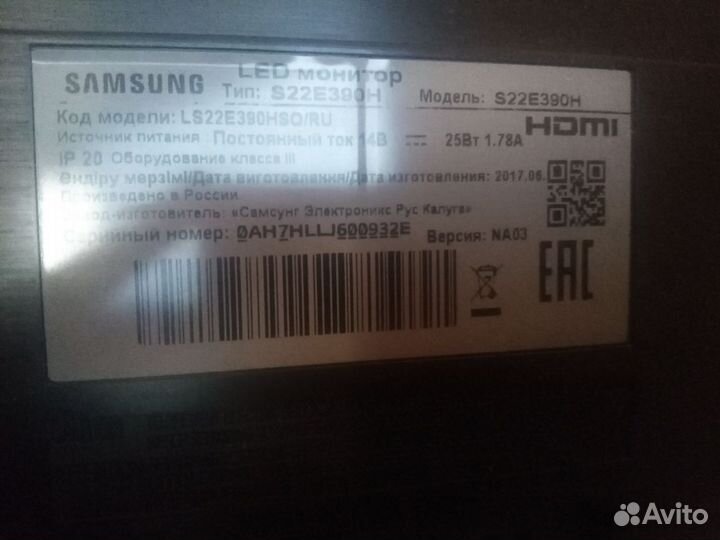 SAMSUNG
LED монитор
Тип: S22E390H
Модель: S22E390H
Код модели: LS22E390HSO/RU
HDMI
Источник питания: Постоянный ток 14В ⎓ 25Вт 1.78А
IP 20 Оборудование класса III
Өндіру мерзімі/Дата виготовлення/Дата изготовления: 2017.06.
Произведено в России
Завод-изготовитель: «Самсунг Электроникс Рус Калуга»
Серийный номер: 0AH7HLLJ600932E
Версия: NA03
EAC
Avito